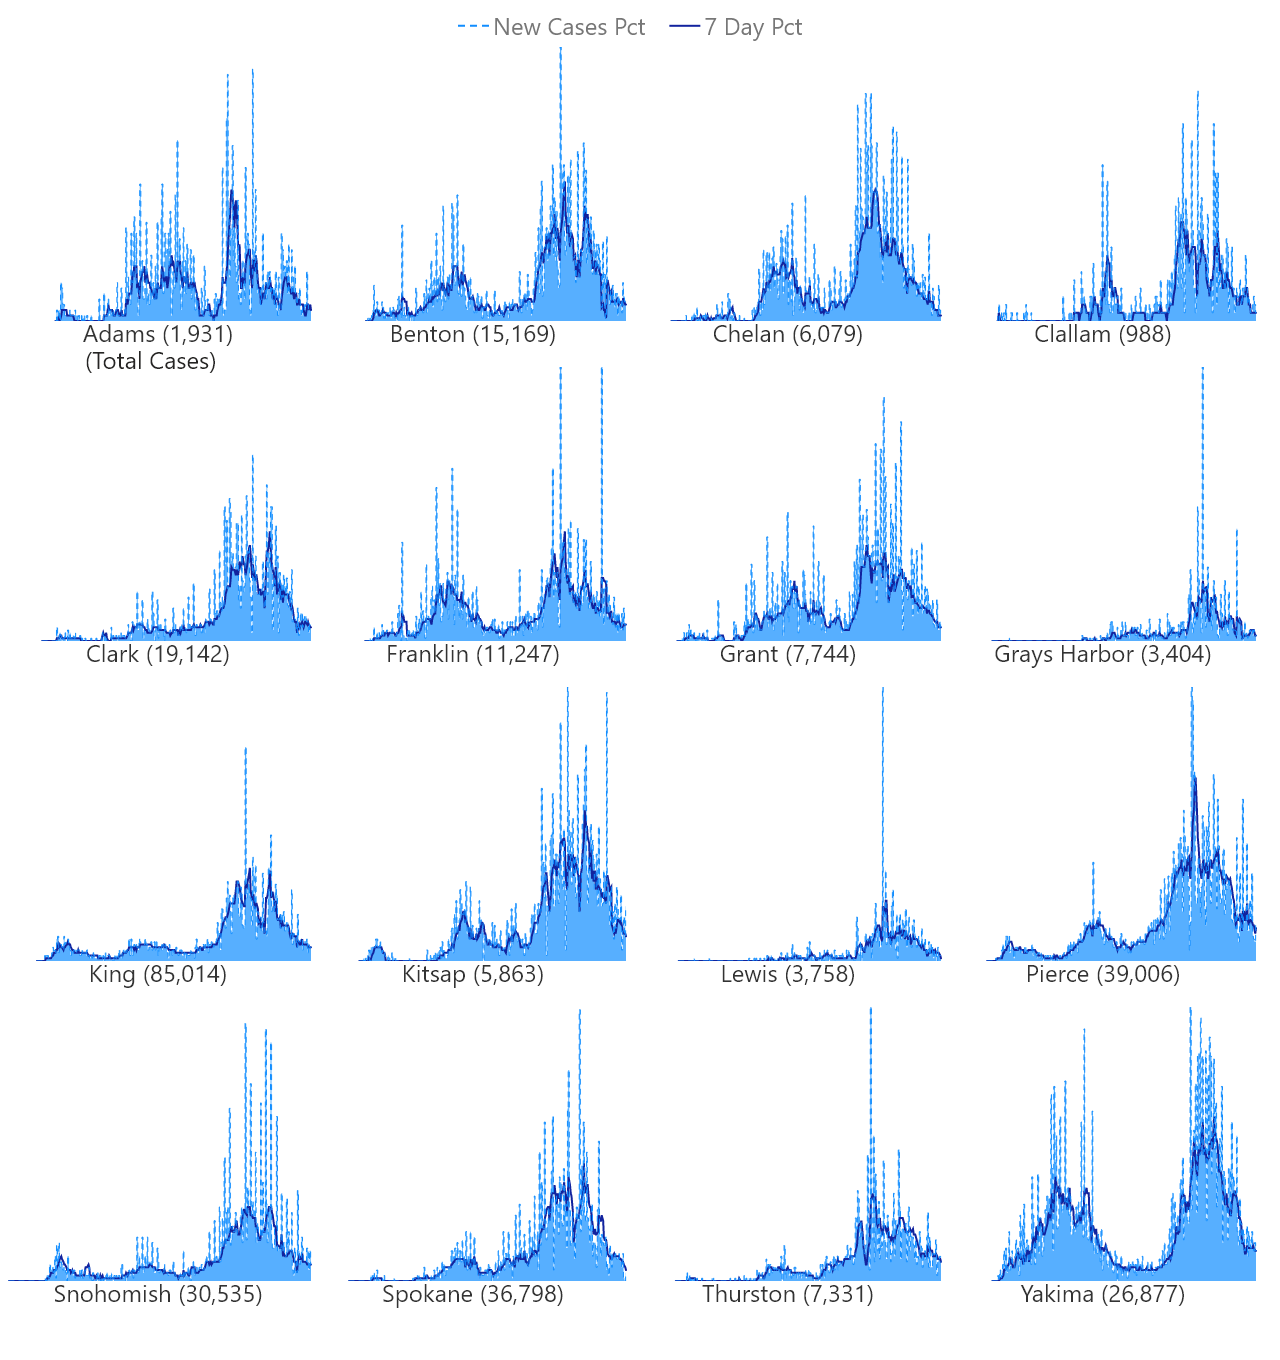 New Cases Pct 7 Day Pct
Adams (1,931) Benton (15,169) Chelan (6,079) Clallam (988)
(Total Cases)
Clark (19,142) Franklin (11,247) Grant (7,744) Grays Harbor (3,404)
King (85,014) Kitsap (5,863) Lewis (3,758) Pierce (39,006)
Snohomish (30,535) Spokane (36,798) Thurston (7,331) Yakima (26,877)